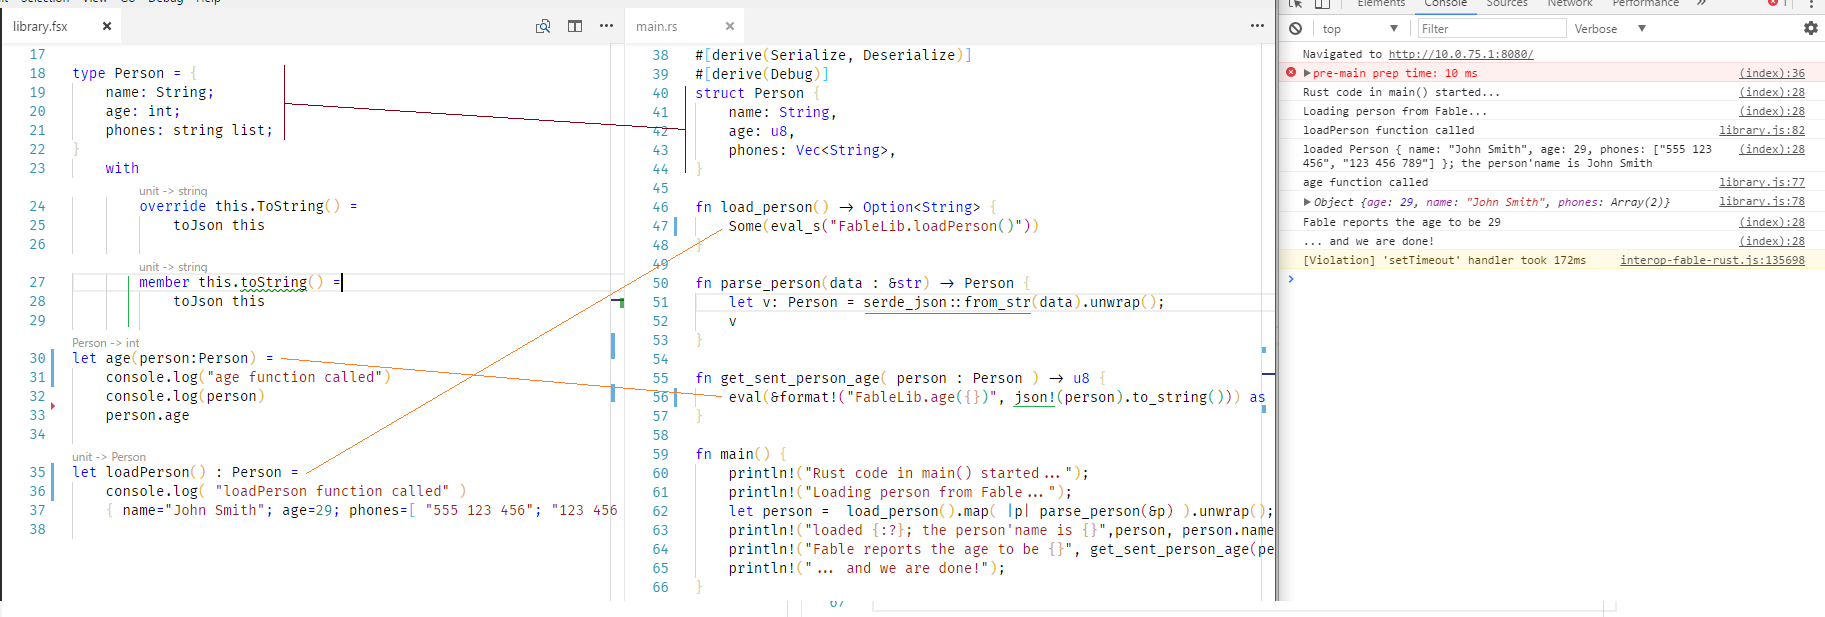 Selection View Go Debug Help
library.fsx
17
18 type Person = {
19 name: String;
20 age: int;
21 phones: string list;
22 }
23 with
unit -> string
24 override this.ToString() =
25 toJson this
26
unit -> string
27 member this.toString() =
28 toJson this
29
Person -> int
30 let age(person:Person) =
31 console.log("age function called")
32 console.log(person)
33 person.age
34
unit -> Person
35 let loadPerson() : Person =
36 console.log( "loadPerson function called" )
37 { name="John Smith"; age=29; phones=[ "555 123 456"; "123 456
38
main.rs
38 #[derive(Serialize, Deserialize)]
39 #[derive(Debug)]
40 struct Person {
41 name: String,
42 age: u8,
43 phones: Vec<String>,
44 }
45
46 fn load_person() → Option<String> {
47 Some(eval_s("FableLib.loadPerson()"))
48 }
49
50 fn parse_person(data : &str) → Person {
51 let v: Person = serde_json::from_str(data).unwrap();
52 v
53 }
54
55 fn get_sent_person_age( person : Person ) → u8 {
56 eval(&format!("FableLib.age({})", json!(person).to_string())) as
57 }
58
59 fn main() {
60 println!("Rust code in main() started...");
61 println!("Loading person from Fable...");
62 let person = load_person().map( |p| parse_person(&p) ).unwrap();
63 println!("loaded {:?}; the person'name is {}",person, person.name
64 println!("Fable reports the age to be {}", get_sent_person_age(pe
65 println!("... and we are done!");
66 }
67
Elements Console Sources Network Performance » 1
top Filter Verbose
Navigated to http://10.0.75.1:8080/
pre-main prep time: 10 ms (index):36
Rust code in main() started... (index):28
Loading person from Fable... (index):28
loadPerson function called library.js:82
loaded Person { name: "John Smith", age: 29, phones: ["555 123 (index):28
456", "123 456 789"] }; the person'name is John Smith
age function called library.js:77
Object {age: 29, name: "John Smith", phones: Array(2)} library.js:78
Fable reports the age to be 29 (index):28
... and we are done! (index):28
[Violation] 'setTimeout' handler took 172ms interop-fable-rust.js:135698